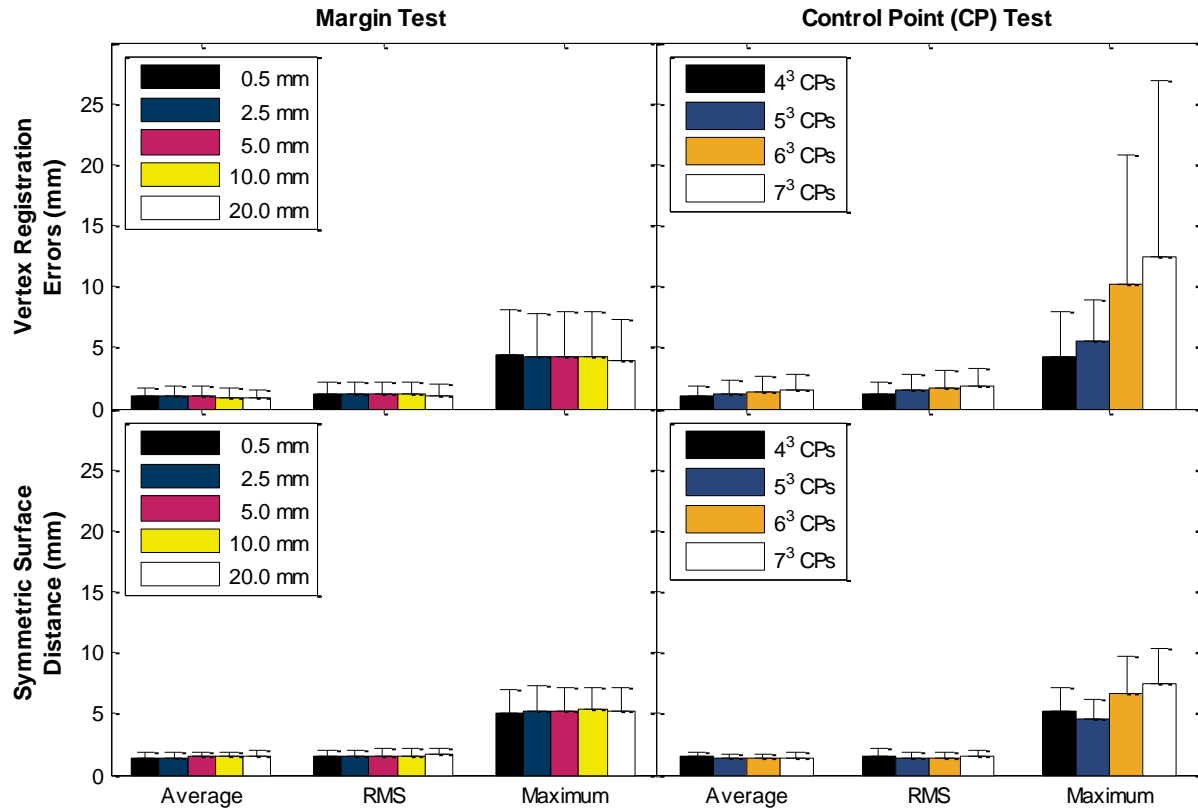 Margin Test
Control Point (CP) Test
Vertex Registration
Errors (mm)
25
20
15
10
5
0
0.5 mm
2.5 mm
5.0 mm
10.0 mm
20.0 mm
4³ CPs
5³ CPs
6³ CPs
7³ CPs
Symmetric Surface
Distance (mm)
25
20
15
10
5
0
0.5 mm
2.5 mm
5.0 mm
10.0 mm
20.0 mm
4³ CPs
5³ CPs
6³ CPs
7³ CPs
Average RMS Maximum
Average RMS Maximum